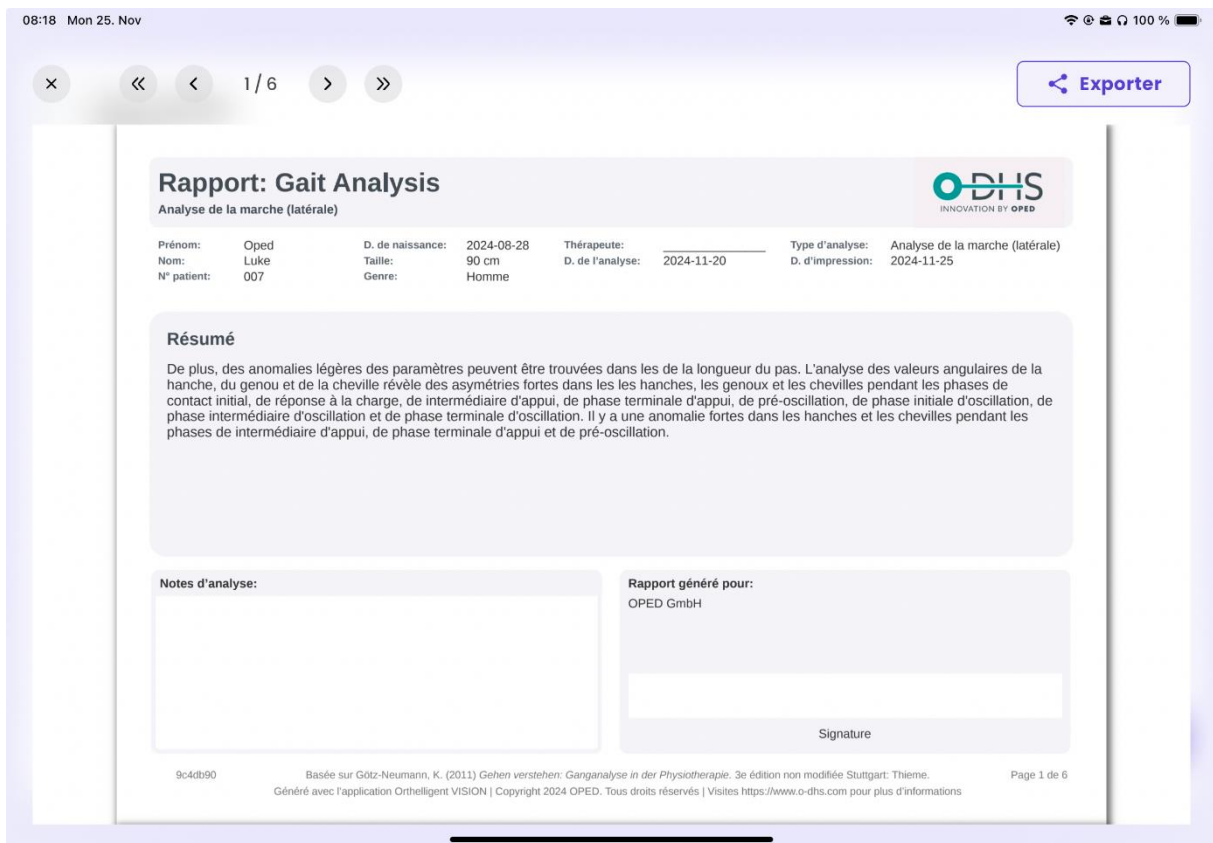 08:18 Mon 25. Nov
100 %
1 / 6
Exporter
Rapport: Gait Analysis
Analyse de la marche (latérale)
O-DHS
INNOVATION BY OPED
Prénom: Oped D. de naissance: 2024-08-28 Thérapeute: Type d'analyse: Analyse de la marche (latérale)
Nom: Luke Taille: 90 cm D. de l'analyse: 2024-11-20 D. d'impression: 2024-11-25
N° patient: 007 Genre: Homme
Résumé
De plus, des anomalies légères des paramètres peuvent être trouvées dans les de la longueur du pas. L'analyse des valeurs angulaires de la
hanche, du genou et de la cheville révèle des asymétries fortes dans les les hanches, les genoux et les chevilles pendant les phases de
contact initial, de réponse à la charge, de intermédiaire d'appui, de phase terminale d'appui, de pré-oscillation, de phase initiale d'oscillation, de
phase intermédiaire d'oscillation et de phase terminale d'oscillation. Il y a une anomalie fortes dans les hanches et les chevilles pendant les
phases de intermédiaire d'appui, de phase terminale d'appui et de pré-oscillation.
Notes d'analyse:
Rapport généré pour:
OPED GmbH
Signature
9c4db90 Basée sur Götz-Neumann, K. (2011) Gehen verstehen: Ganganalyse in der Physiotherapie. 3e édition non modifiée Stuttgart: Thieme. Page 1 de 6
Généré avec l'application Orthelligent VISION | Copyright 2024 OPED. Tous droits réservés | Visites https://www.o-dhs.com pour plus d'informations